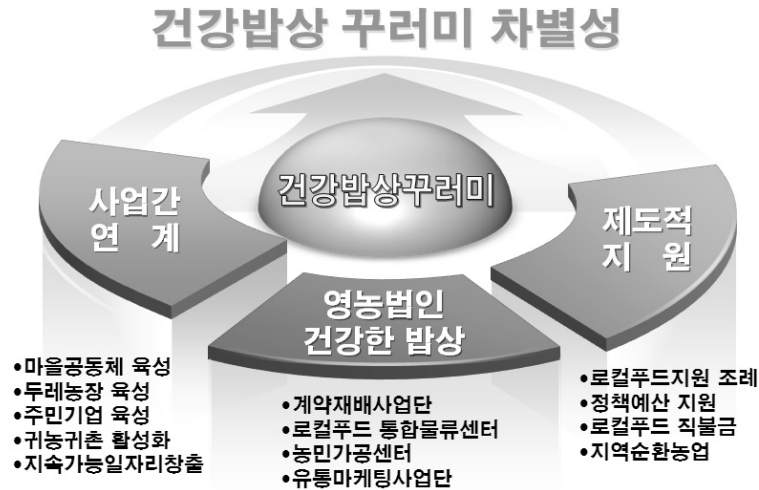 건강밥상 꾸러미 차별성
건강밥상꾸러미
사업간
연 계
•마을공동체 육성
•두레농장 육성
•주민기업 육성
•귀농귀촌 활성화
•지속가능일자리창출
영농법인
건강한 밥상
•계약재배사업단
•로컬푸드 통합물류센터
•농민가공센터
•유통마케팅사업단
제도적
지 원
•로컬푸드지원 조례
•정책예산 지원
•로컬푸드 직불금
•지역순환농업